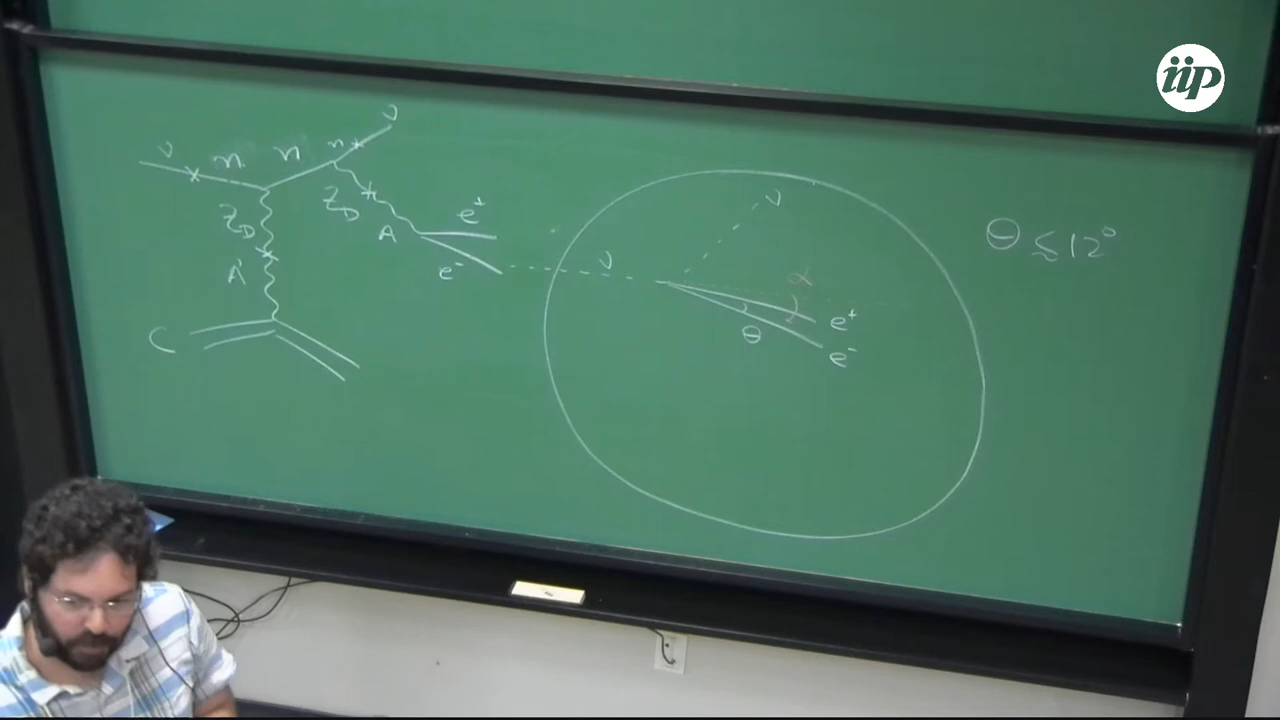 iip
ν
ν n n n
Z_D Z_D
A e⁺
A e⁻
C
ν
ν
α
e⁺
θ
e⁻
θ ≲ 12°